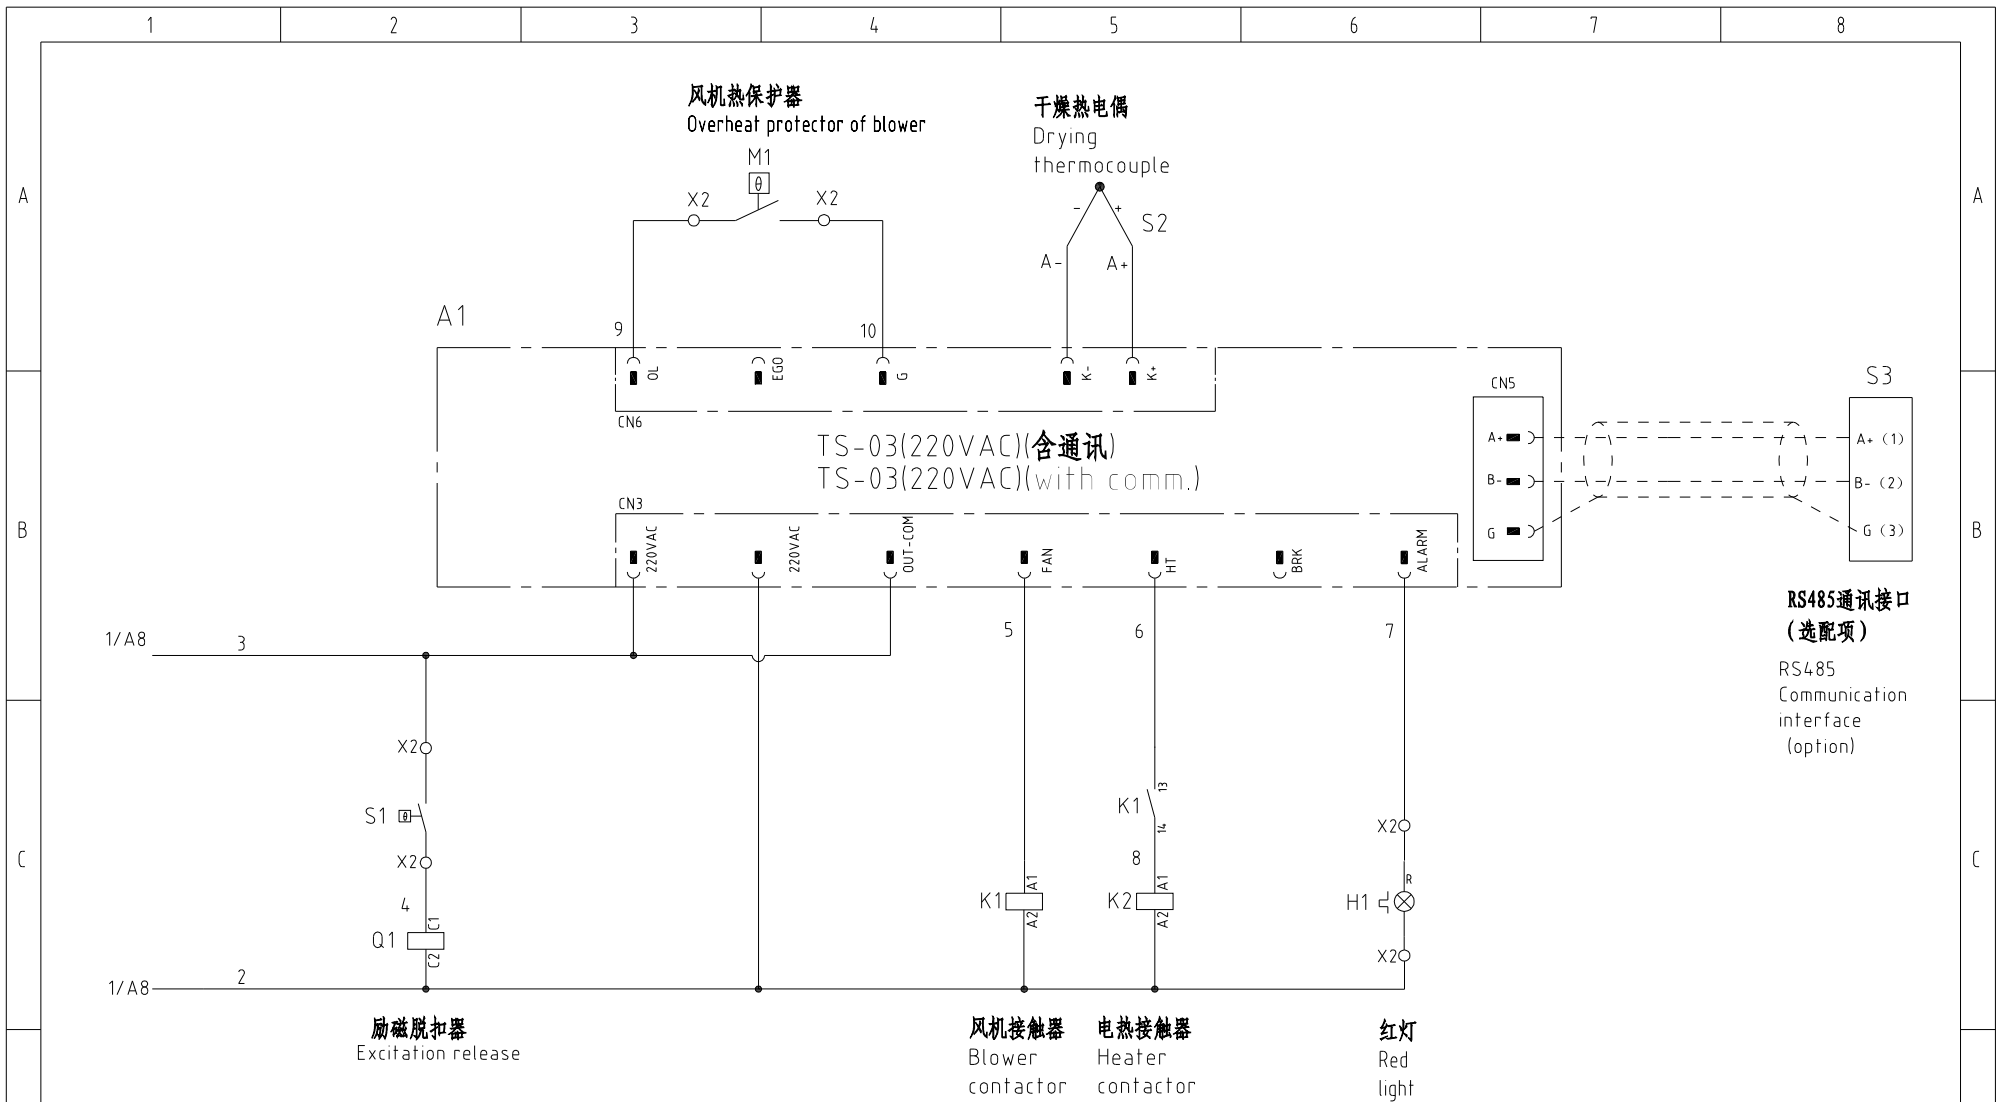 1 2 3 4 5 6 7 8
风机热保护器
Overheat protector of blower
M1
θ
X2
X2
干燥热电偶
Drying
thermocouple
- +
S2
A- A+
A
A
A1
9
10
OL
EGO
G
K-
K+
CN6
TS-03(220VAC)(含通讯)
TS-03(220VAC)(with comm.)
CN5
A+
B-
G
S3
A+ (1)
B- (2)
G (3)
RS485通讯接口
(选配项)
RS485
Communication
interface
(option)
B
B
CN3
220VAC
220VAC
OUT-COM
FAN
HT
BRK
ALARM
1/A8
3
5
6
7
X2
S1
θ
X2
4
C1
Q1
C2
K1
13
14
8
K1
A1
A2
K2
A1
A2
X2
R
H1
X2
C
C
1/A8
2
励磁脱扣器
Excitation release
风机接触器
Blower
contactor
电热接触器
Heater
contactor
红灯
Red
light